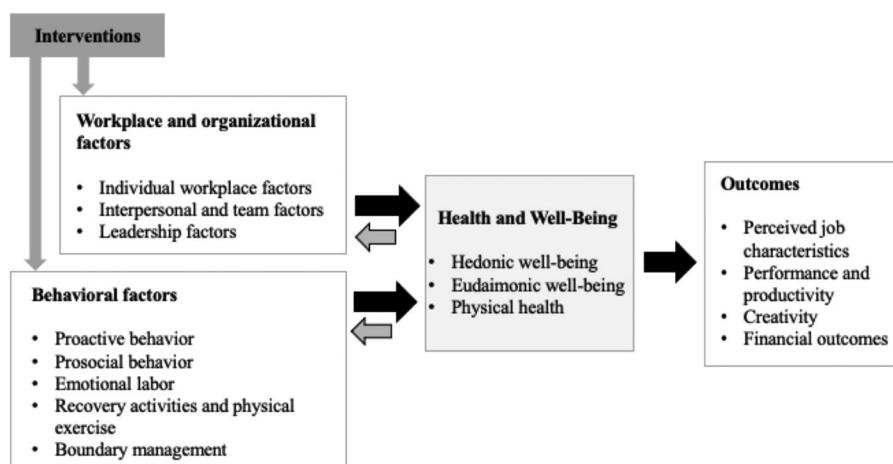 Interventions
Workplace and organizational
factors
• Individual workplace factors
• Interpersonal and team factors
• Leadership factors
Behavioral factors
• Proactive behavior
• Prosocial behavior
• Emotional labor
• Recovery activities and physical
exercise
• Boundary management
Health and Well-Being
• Hedonic well-being
• Eudaimonic well-being
• Physical health
Outcomes
• Perceived job
characteristics
• Performance and
productivity
• Creativity
• Financial outcomes